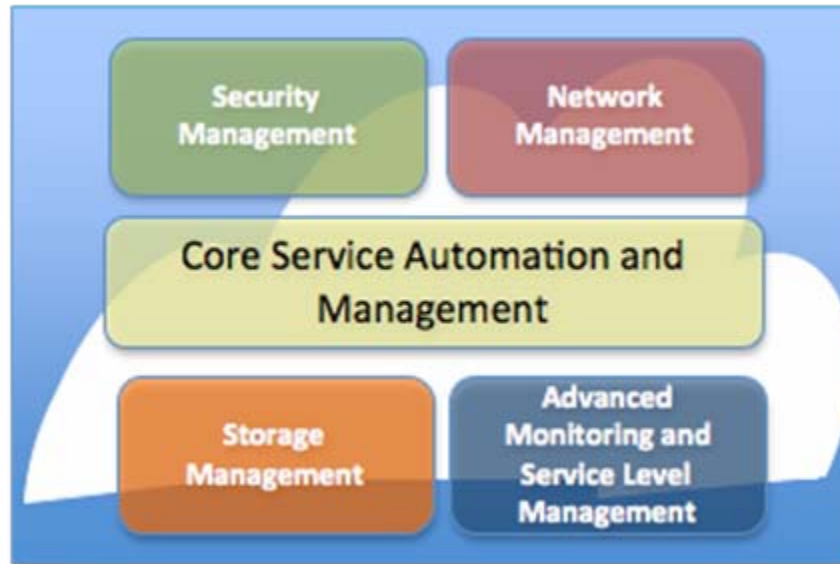 Security
Management
Network
Management
Core Service Automation and
Management
Storage
Management
Advanced
Monitoring and
Service Level
Management